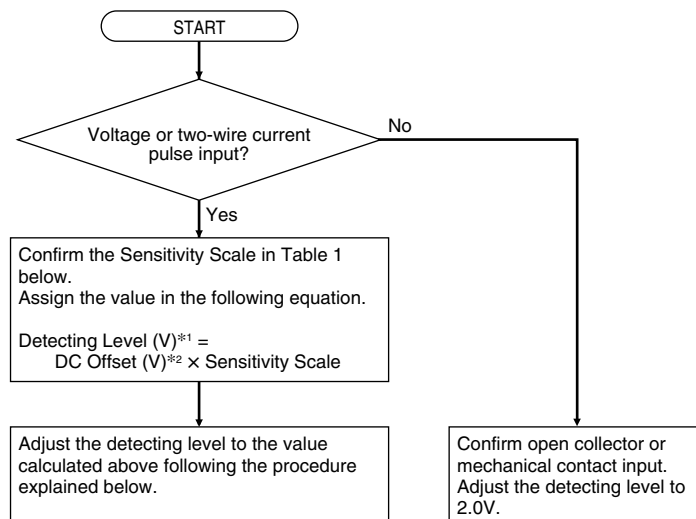 START
Voltage or two-wire current
pulse input?
No
Yes
Confirm the Sensitivity Scale in Table 1
below.
Assign the value in the following equation.
Detecting Level (V)*1 =
DC Offset (V)*2 × Sensitivity Scale
Adjust the detecting level to the value
calculated above following the procedure
explained below.
Confirm open collector or
mechanical contact input.
Adjust the detecting level to
2.0V.